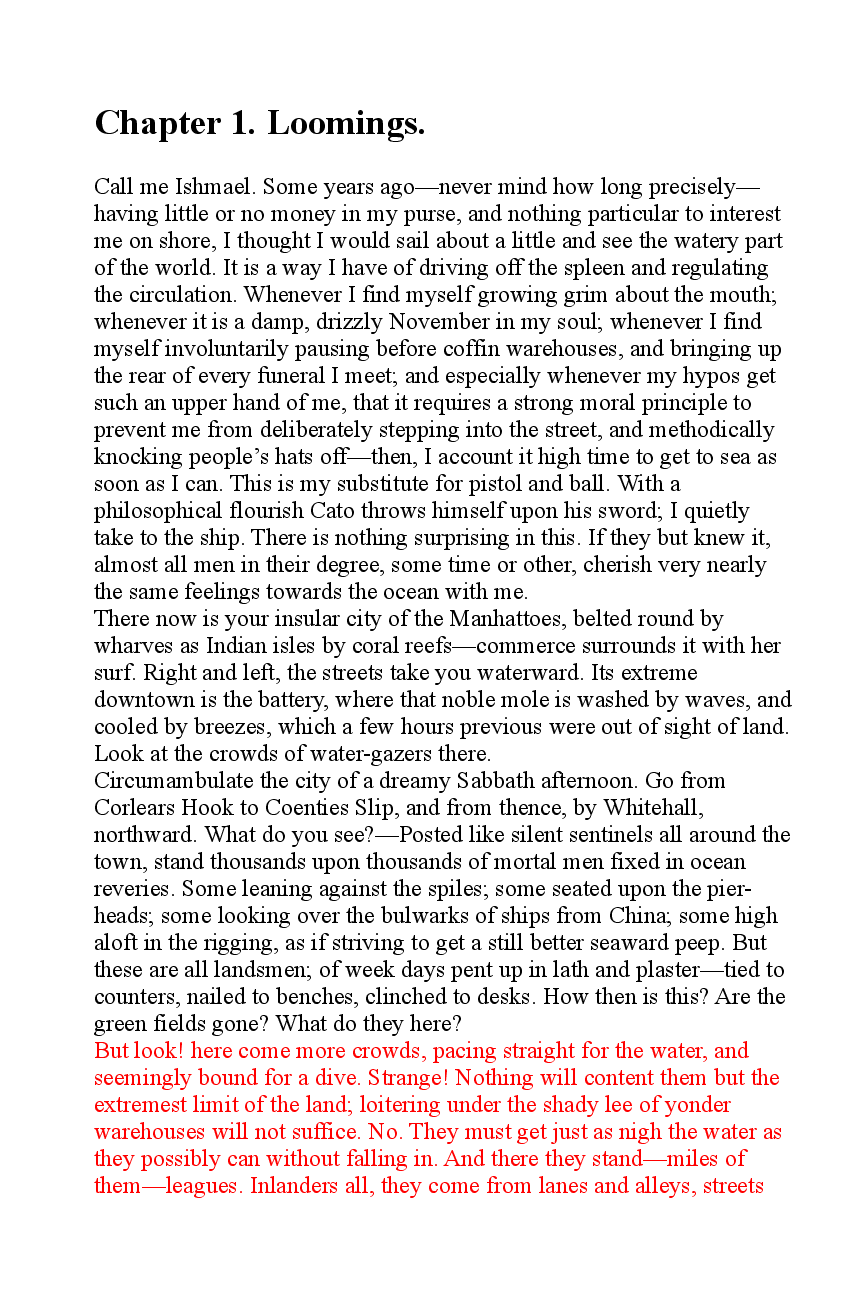 Chapter 1. Loomings.
Call me Ishmael. Some years ago—never mind how long precisely—
having little or no money in my purse, and nothing particular to interest
me on shore, I thought I would sail about a little and see the watery part
of the world. It is a way I have of driving off the spleen and regulating
the circulation. Whenever I find myself growing grim about the mouth;
whenever it is a damp, drizzly November in my soul; whenever I find
myself involuntarily pausing before coffin warehouses, and bringing up
the rear of every funeral I meet; and especially whenever my hypos get
such an upper hand of me, that it requires a strong moral principle to
prevent me from deliberately stepping into the street, and methodically
knocking people’s hats off—then, I account it high time to get to sea as
soon as I can. This is my substitute for pistol and ball. With a
philosophical flourish Cato throws himself upon his sword; I quietly
take to the ship. There is nothing surprising in this. If they but knew it,
almost all men in their degree, some time or other, cherish very nearly
the same feelings towards the ocean with me.
There now is your insular city of the Manhattoes, belted round by
wharves as Indian isles by coral reefs—commerce surrounds it with her
surf. Right and left, the streets take you waterward. Its extreme
downtown is the battery, where that noble mole is washed by waves, and
cooled by breezes, which a few hours previous were out of sight of land.
Look at the crowds of water-gazers there.
Circumambulate the city of a dreamy Sabbath afternoon. Go from
Corlears Hook to Coenties Slip, and from thence, by Whitehall,
northward. What do you see?—Posted like silent sentinels all around the
town, stand thousands upon thousands of mortal men fixed in ocean
reveries. Some leaning against the spiles; some seated upon the pier-
heads; some looking over the bulwarks of ships from China; some high
aloft in the rigging, as if striving to get a still better seaward peep. But
these are all landsmen; of week days pent up in lath and plaster—tied to
counters, nailed to benches, clinched to desks. How then is this? Are the
green fields gone? What do they here?
But look! here come more crowds, pacing straight for the water, and
seemingly bound for a dive. Strange! Nothing will content them but the
extremest limit of the land; loitering under the shady lee of yonder
warehouses will not suffice. No. They must get just as nigh the water as
they possibly can without falling in. And there they stand—miles of
them—leagues. Inlanders all, they come from lanes and alleys, streets